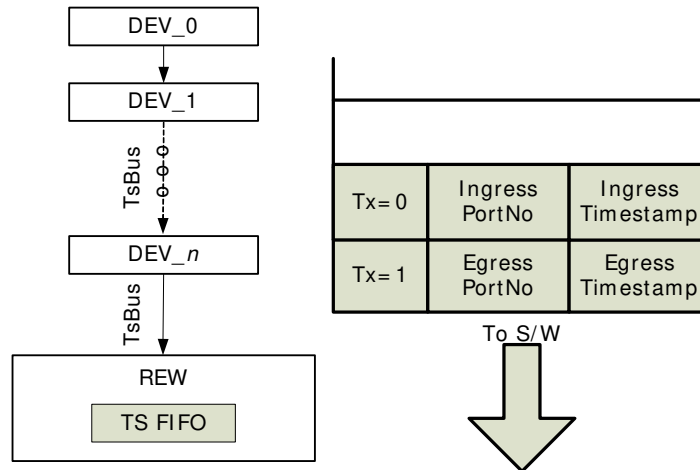 DEV_0
DEV_1
TsBus
DEV_n
TsBus
REW
TS FIFO
Tx=0
Ingress
PortNo
Ingress
Timestamp
Tx=1
Egress
PortNo
Egress
Timestamp
To S/W